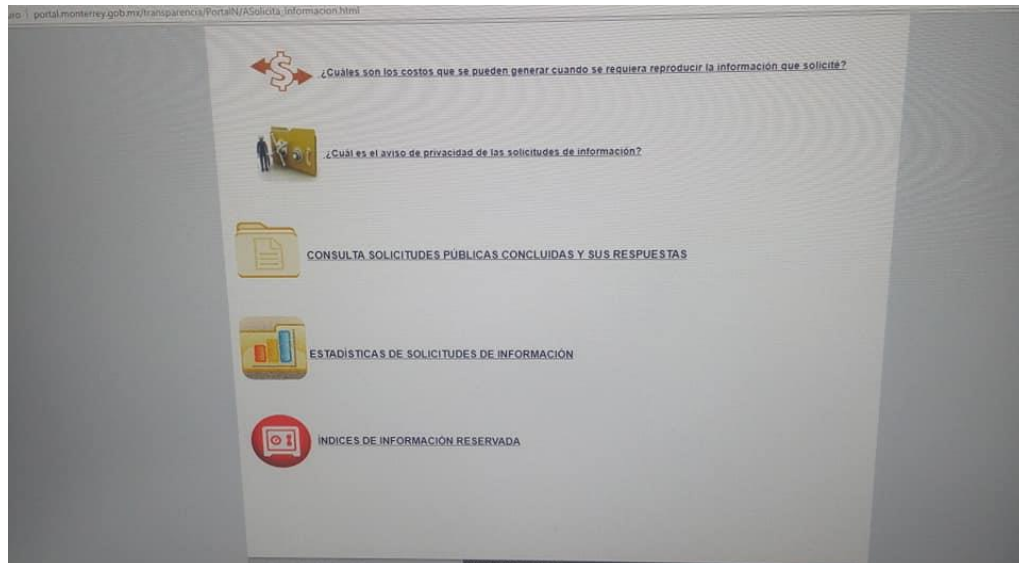 uro | portal.monterrey.gob.mx/transparencia/PortalN/ASolicita_informacion.html
¿Cuáles son los costos que se pueden generar cuando se requiera reproducir la información que solicité?
¿Cuál es el aviso de privacidad de las solicitudes de información?
CONSULTA SOLICITUDES PÚBLICAS CONCLUIDAS Y SUS RESPUESTAS
ESTADÍSTICAS DE SOLICITUDES DE INFORMACIÓN
ÍNDICES DE INFORMACIÓN RESERVADA